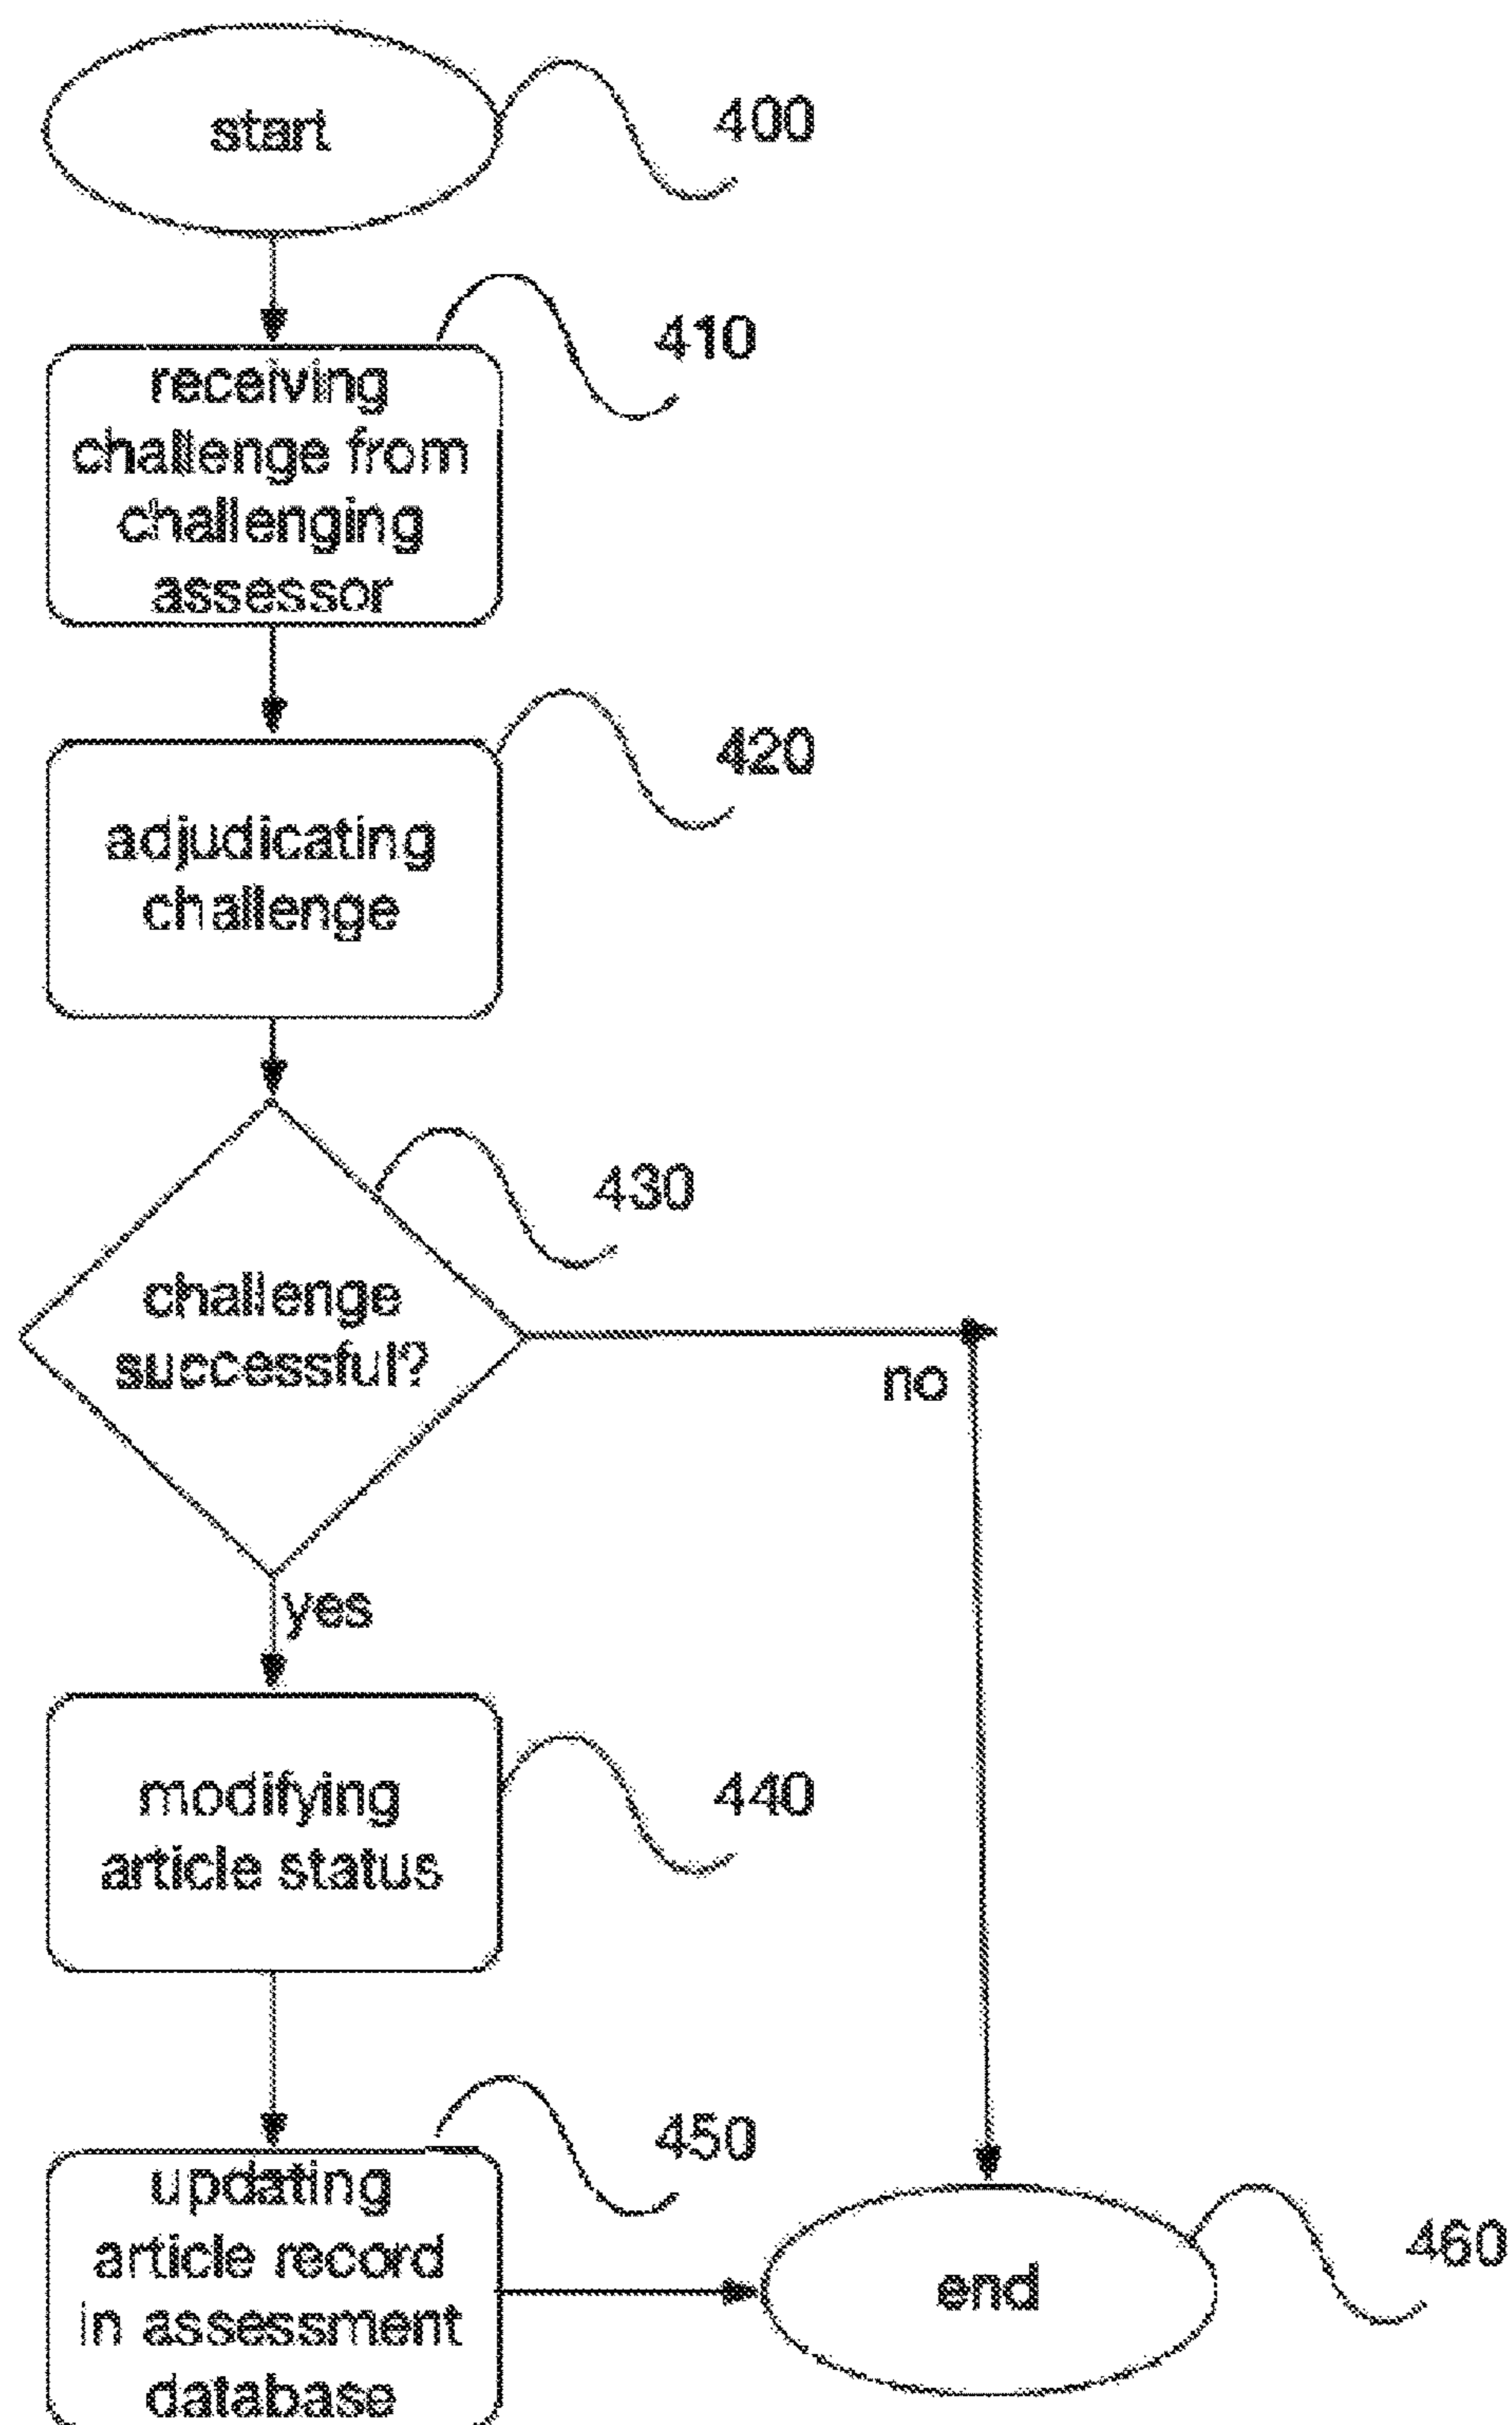 start
400
410
receiving
challenge from
challenging
assessor
420
adjudicating
challenge
430
challenge
successful?
no
yes
440
modifying
article status
450
updating
article record
in assessment
database
end
460